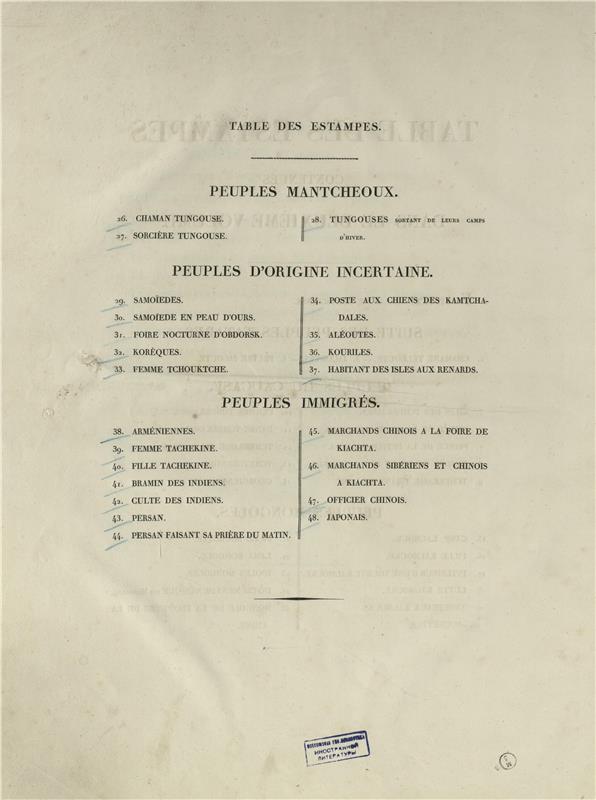 TABLE DES ESTAMPES.
PEUPLES MANTCHEOUX.
26. CHAMAN TUNGOUSE.
27. SORCIÈRE TUNGOUSE.
28. TUNGOUSES SORTANT DE LEURS CAMPS
D'HIVER.
PEUPLES D'ORIGINE INCERTAINE.
29. SAMOÏEDES.
30. SAMOÏEDE EN PEAU D'OURS.
31. FOIRE NOCTURNE D'OBDORSK.
32. KORÈQUES.
33. FEMME TCHOUKTCHE.
34. POSTE AUX CHIENS DES KAMTCHA-
DALES.
35. ALÉOUTES.
36. KOURILES.
37. HABITANT DES ISLES AUX RENARDS.
PEUPLES IMMIGRÉS.
38. ARMÉNIENNES.
39. FEMME TACHEKINE.
40. FILLE TACHEKINE.
41. BRAMIN DES INDIENS.
42. CULTE DES INDIENS.
43. PERSAN.
44. PERSAN FAISANT SA PRIÈRE DU MATIN.
45. MARCHANDS CHINOIS A LA FOIRE DE
KIACHTA.
46. MARCHANDS SIBÉRIENS ET CHINOIS
A KIACHTA.
47. OFFICIER CHINOIS.
48. JAPONAIS.
ИНОСТРАННОЙ
ЛИТЕРАТУРЫ